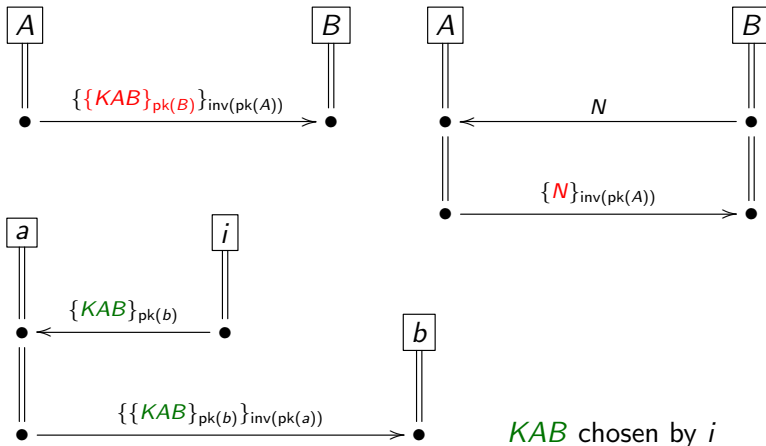 A B A B
{{KAB}pk(B)}inv(pk(A))
N
{N}inv(pk(A))
a i
{KAB}pk(b)
b
{{KAB}pk(b)}inv(pk(a))
KAB chosen by i